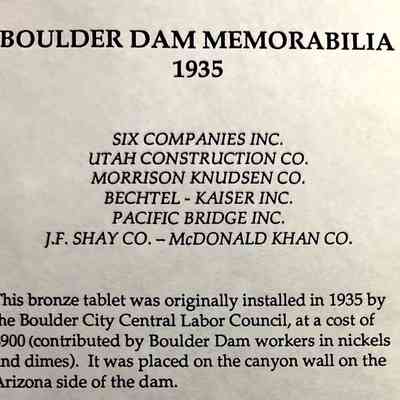 BOULDER DAM MEMORABILIA
1935
SIX COMPANIES INC.
UTAH CONSTRUCTION CO.
MORRISON KNUDSEN CO.
BECHTEL - KAISER INC.
PACIFIC BRIDGE INC.
J.F. SHAY CO. – McDONALD KHAN CO.
This bronze tablet was originally installed in 1935 by
the Boulder City Central Labor Council, at a cost of
900 (contributed by Boulder Dam workers in nickels
and dimes). It was placed on the canyon wall on the
Arizona side of the dam.